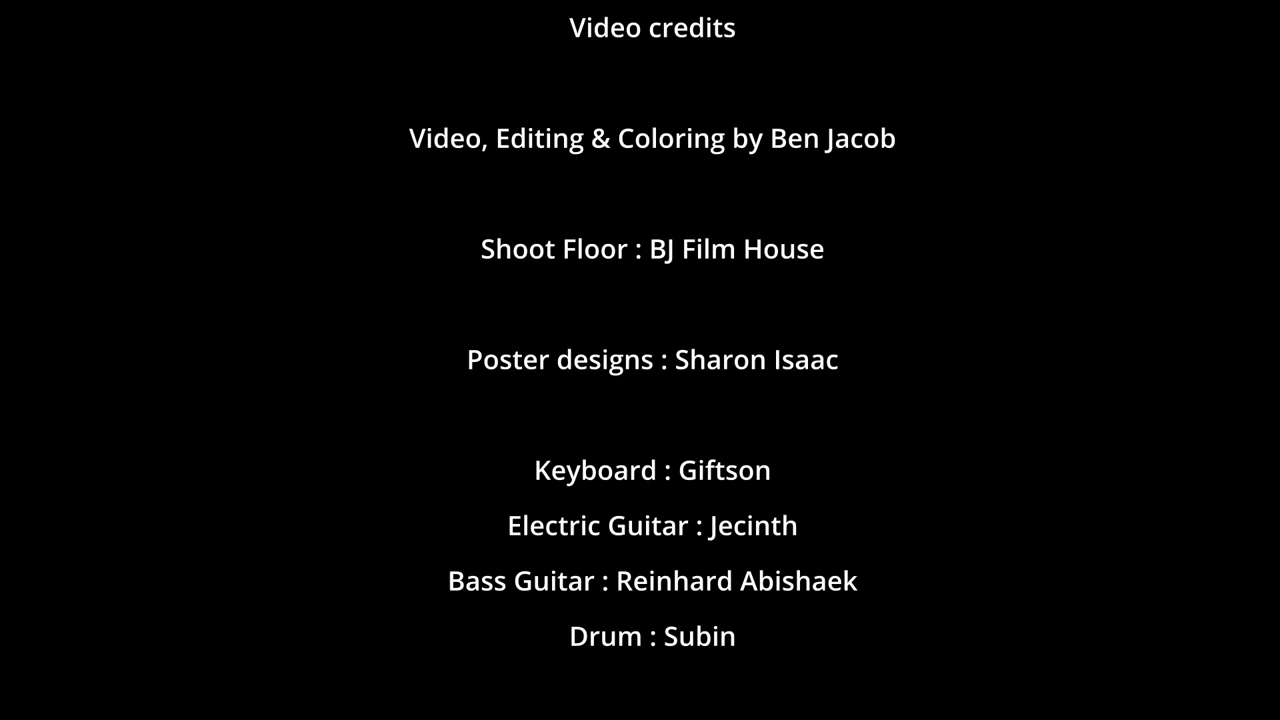 Video credits
Video, Editing & Coloring by Ben Jacob
Shoot Floor : BJ Film House
Poster designs : Sharon Isaac
Keyboard : Giftson
Electric Guitar : Jecinth
Bass Guitar : Reinhard Abishaek
Drum : Subin